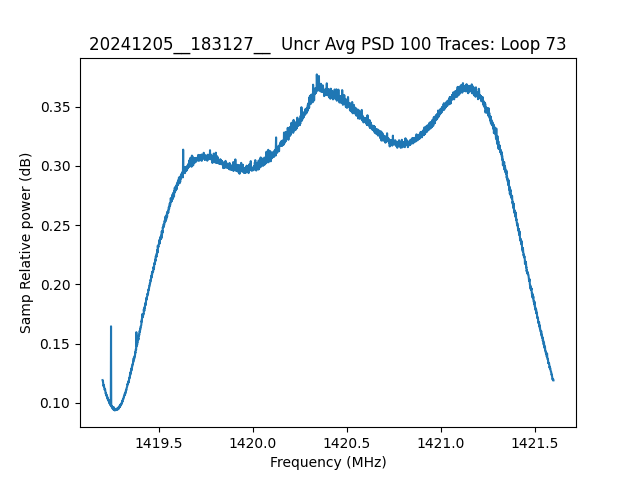 20241205__183127__  Uncr Avg PSD 100 Traces: Loop 73
Samp Relative power (dB)
0.35
0.30
0.25
0.20
0.15
0.10
1419.5 1420.0 1420.5 1421.0 1421.5
Frequency (MHz)